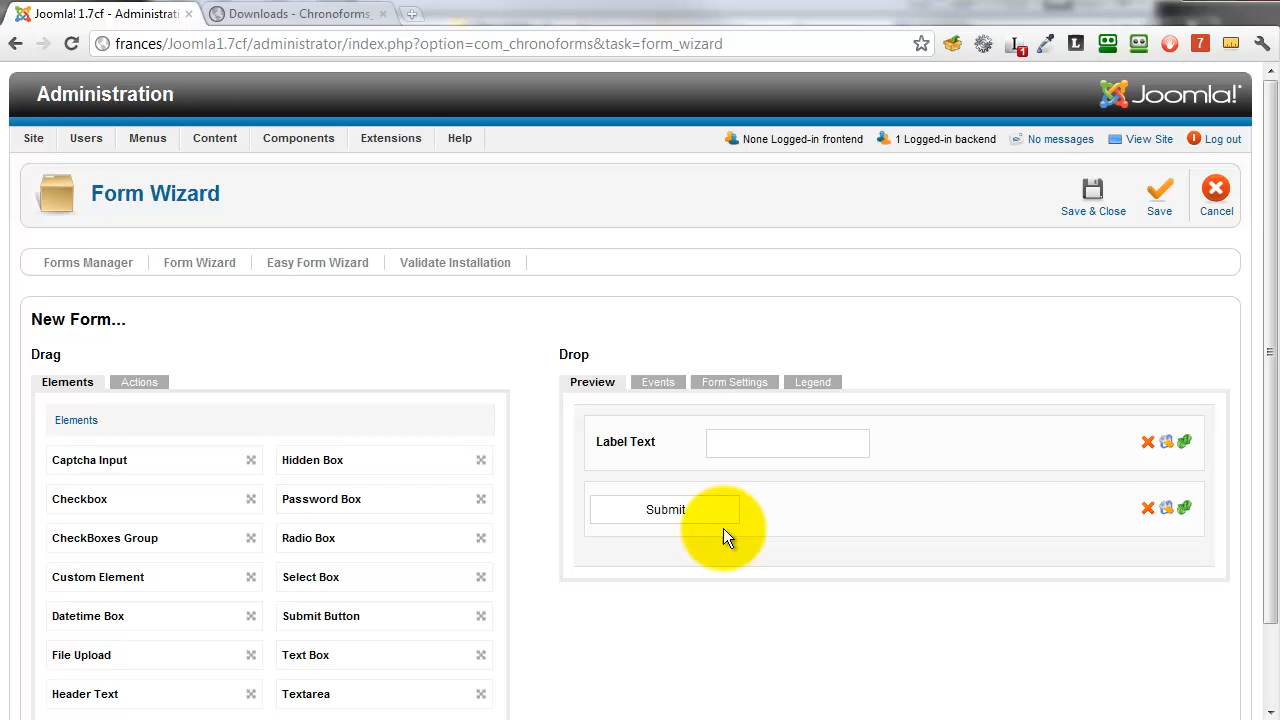 Joomla! 1.7cf - Administrati
Downloads - Chronoforms_
frances/Joomla1.7cf/administrator/index.php?option=com_chronoforms&task=form_wizard
1
L
7
Administration
Joomla!
Site
Users
Menus
Content
Components
Extensions
Help
None Logged-in frontend
1 Logged-in backend
No messages
View Site
Log out
Form Wizard
Save & Close
Save
Cancel
Forms Manager
Form Wizard
Easy Form Wizard
Validate Installation
New Form...
Drag
Drop
Elements
Actions
Preview
Events
Form Settings
Legend
Elements
Captcha Input
Hidden Box
Checkbox
Password Box
CheckBoxes Group
Radio Box
Custom Element
Select Box
Datetime Box
Submit Button
File Upload
Text Box
Header Text
Textarea
Label Text
Submit